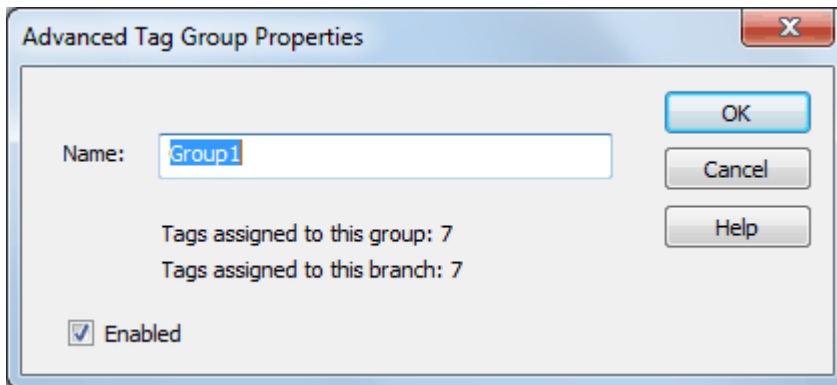 Advanced Tag Group Properties
Name: Group1
OK
Cancel
Help
Tags assigned to this group: 7
Tags assigned to this branch: 7
Enabled